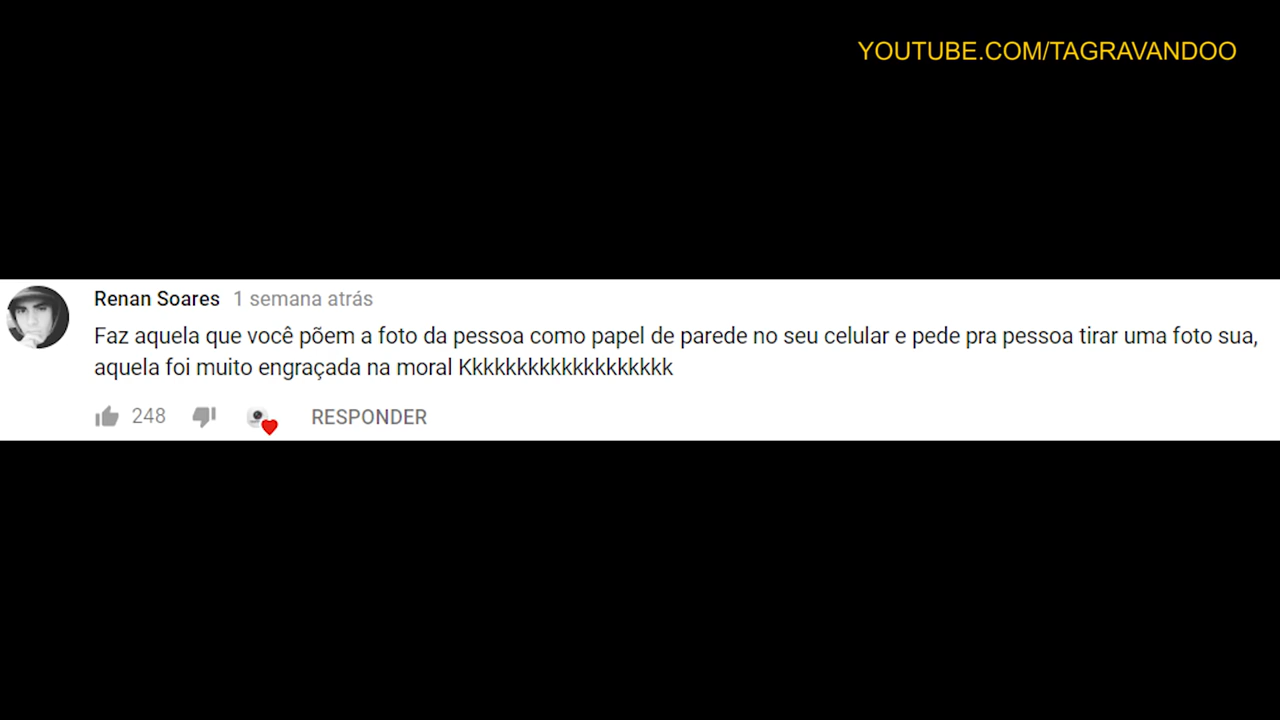 YOUTUBE.COM/TAGRAVANDOO
Renan Soares 1 semana atrás
Faz aquela que você põem a foto da pessoa como papel de parede no seu celular e pede pra pessoa tirar uma foto sua,
aquela foi muito engraçada na moral Kkkkkkkkkkkkkkkkkkk
248 RESPONDER